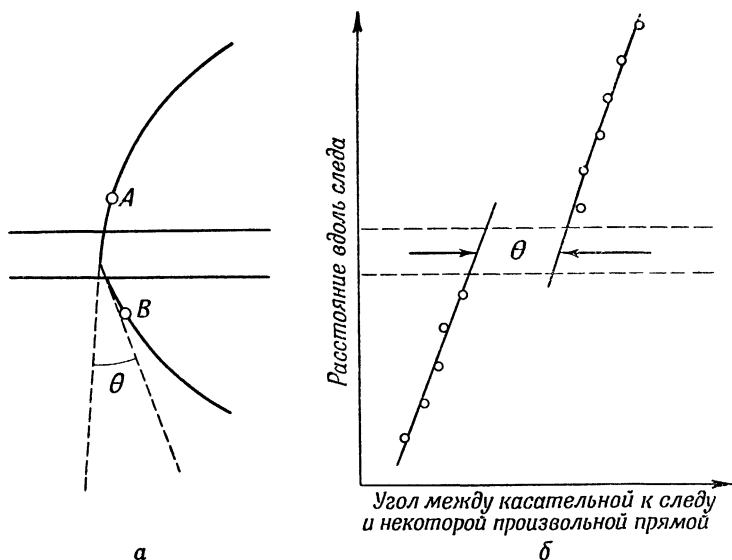 A
B
θ
а
Расстояние вдоль следа
θ
Угол между касательной к следу
и некоторой произвольной прямой
б